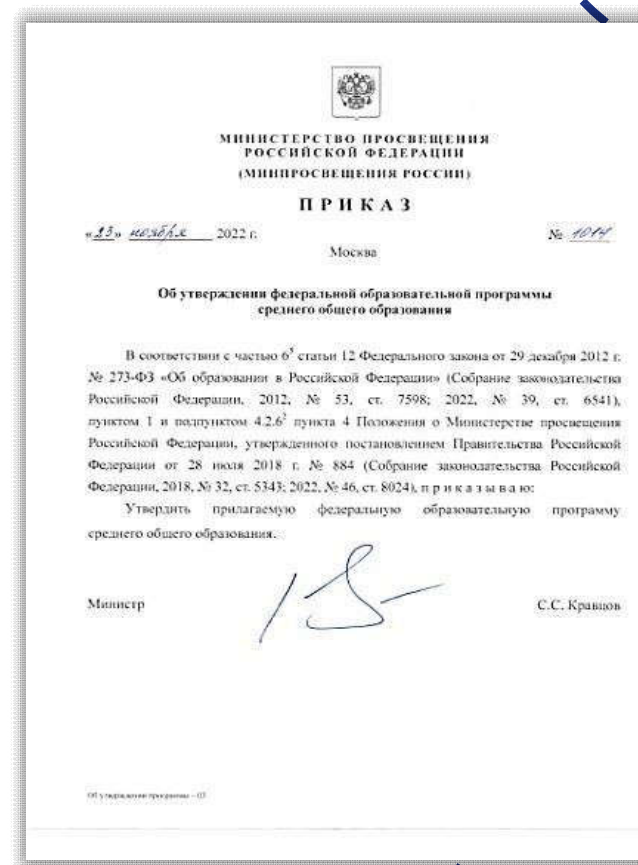 МИНИСТЕРСТВО ПРОСВЕЩЕНИЯ
РОССИЙСКОЙ ФЕДЕРАЦИИ
(МИНПРОСВЕЩЕНИЯ РОССИИ)
ПРИКАЗ
«23» ноября 2022 г. № 1014
Москва
Об утверждении федеральной образовательной программы
среднего общего образования
В соответствии с частью 6⁵ статьи 12 Федерального закона от 29 декабря 2012 г.
№ 273-ФЗ «Об образовании в Российской Федерации» (Собрание законодательства
Российской Федерации, 2012, № 53, ст. 7598; 2022, № 39, ст. 6541),
пунктом 1 и подпунктом 4.2.6² пункта 4 Положения о Министерстве просвещения
Российской Федерации, утвержденного постановлением Правительства Российской
Федерации от 28 июля 2018 г. № 884 (Собрание законодательства Российской
Федерации, 2018, № 32, ст. 5343; 2022, № 46, ст. 8024), п р и к а з ы в а ю:
Утвердить прилагаемую федеральную образовательную программу
среднего общего образования.
Министр С.С. Кравцов
Об утверждении программы – 03